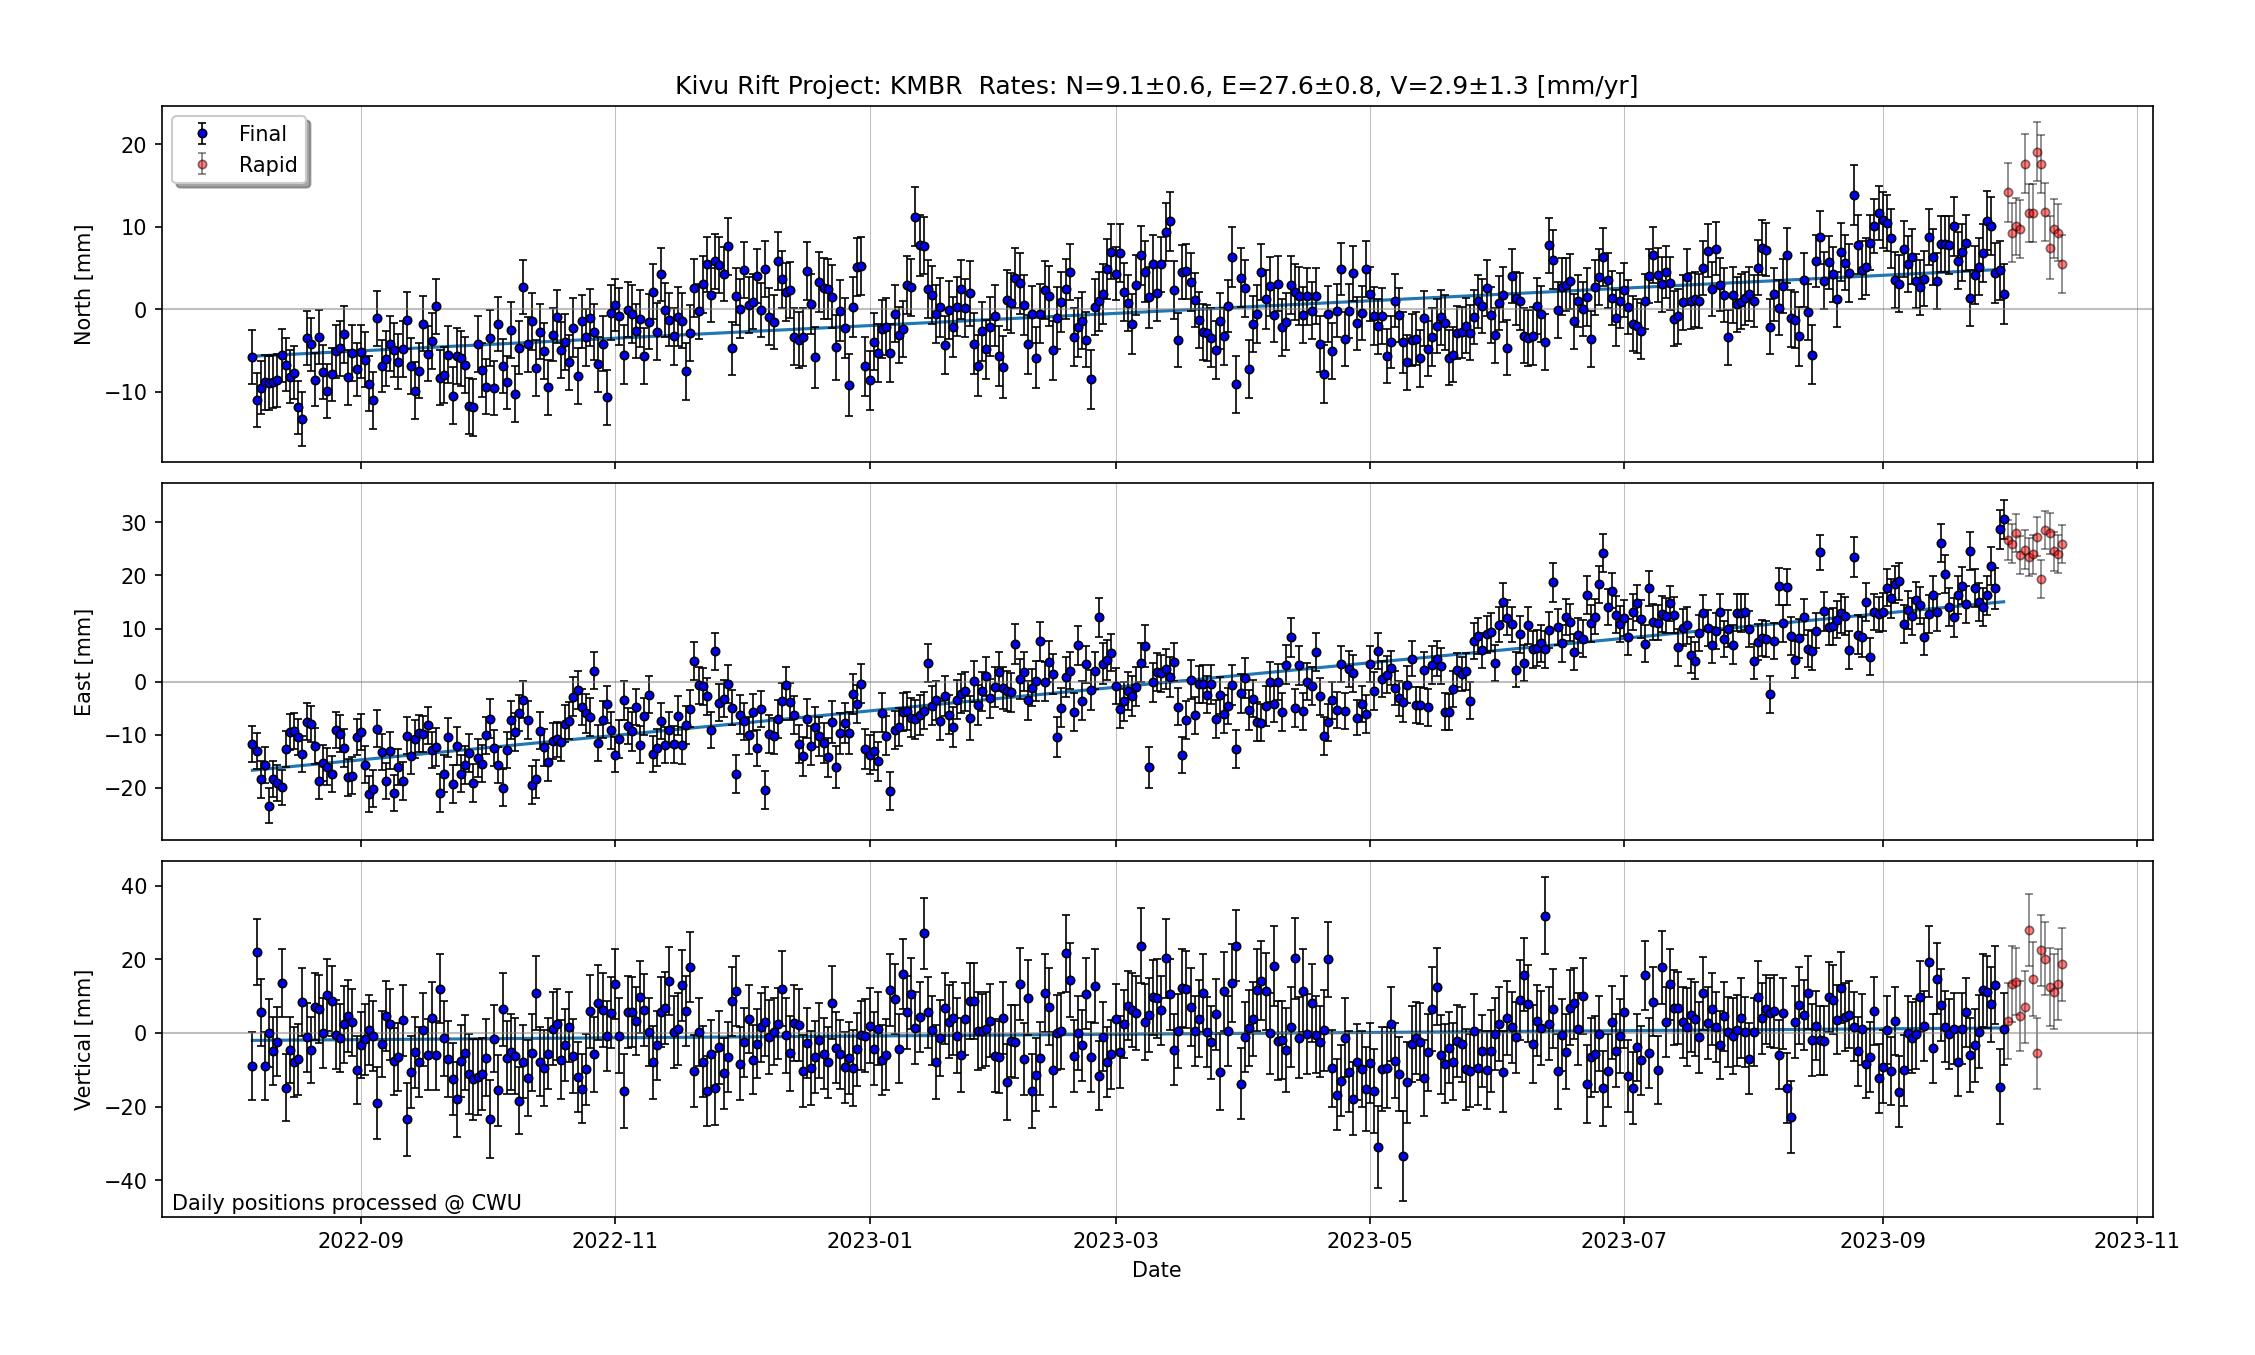 Kivu Rift Project: KMBR  Rates: N=9.1±0.6, E=27.6±0.8, V=2.9±1.3 [mm/yr]
Final
Rapid
North [mm]
20
10
0
−10
East [mm]
30
20
10
0
−10
−20
Vertical [mm]
40
20
0
−20
−40
Daily positions processed @ CWU
2022-09
2022-11
2023-01
2023-03
2023-05
2023-07
2023-09
2023-11
Date